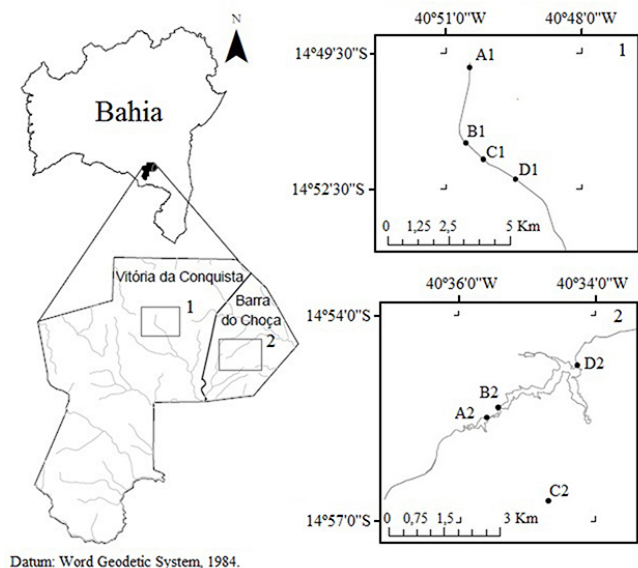 N
Bahia
Vitória da Conquista
1
Barra
do Choça
2
Datum: Word Geodetic System, 1984.
40°51'0"W 40°48'0"W
14°49'30"S
1
A1
B1
C1
D1
14°52'30"S
0 1,25 2,5 5 Km
40°36'0"W 40°34'0"W
14°54'0"S
2
D2
B2
A2
C2
0 0,75 1,5 3 Km
14°57'0"S